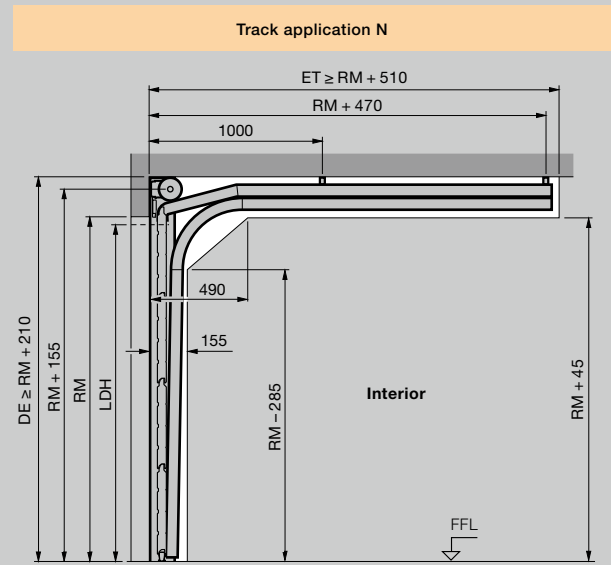 Track application N
ET ≥ RM + 510
RM + 470
1000
490
155
DE ≥ RM + 210
RM + 155
RM
LDH
RM – 285
Interior
RM + 45
FFL